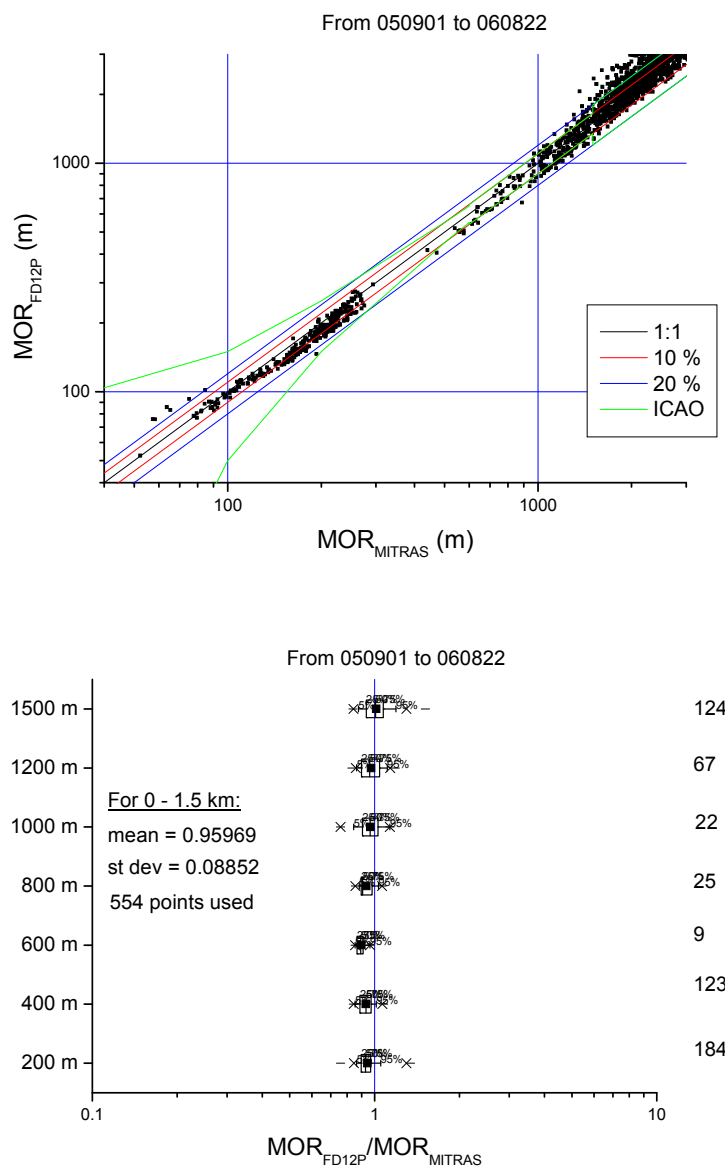 From 050901 to 060822
1000
100
MOR_FD12P (m)
1:1
10 %
20 %
ICAO
100
1000
MOR_MITRAS (m)
From 050901 to 060822
1500 m
124
1200 m
67
For 0 - 1.5 km:
mean = 0.95969
st dev = 0.08852
554 points used
1000 m
22
800 m
25
600 m
9
400 m
123
200 m
184
0.1
1
10
MOR_FD12P/MOR_MITRAS